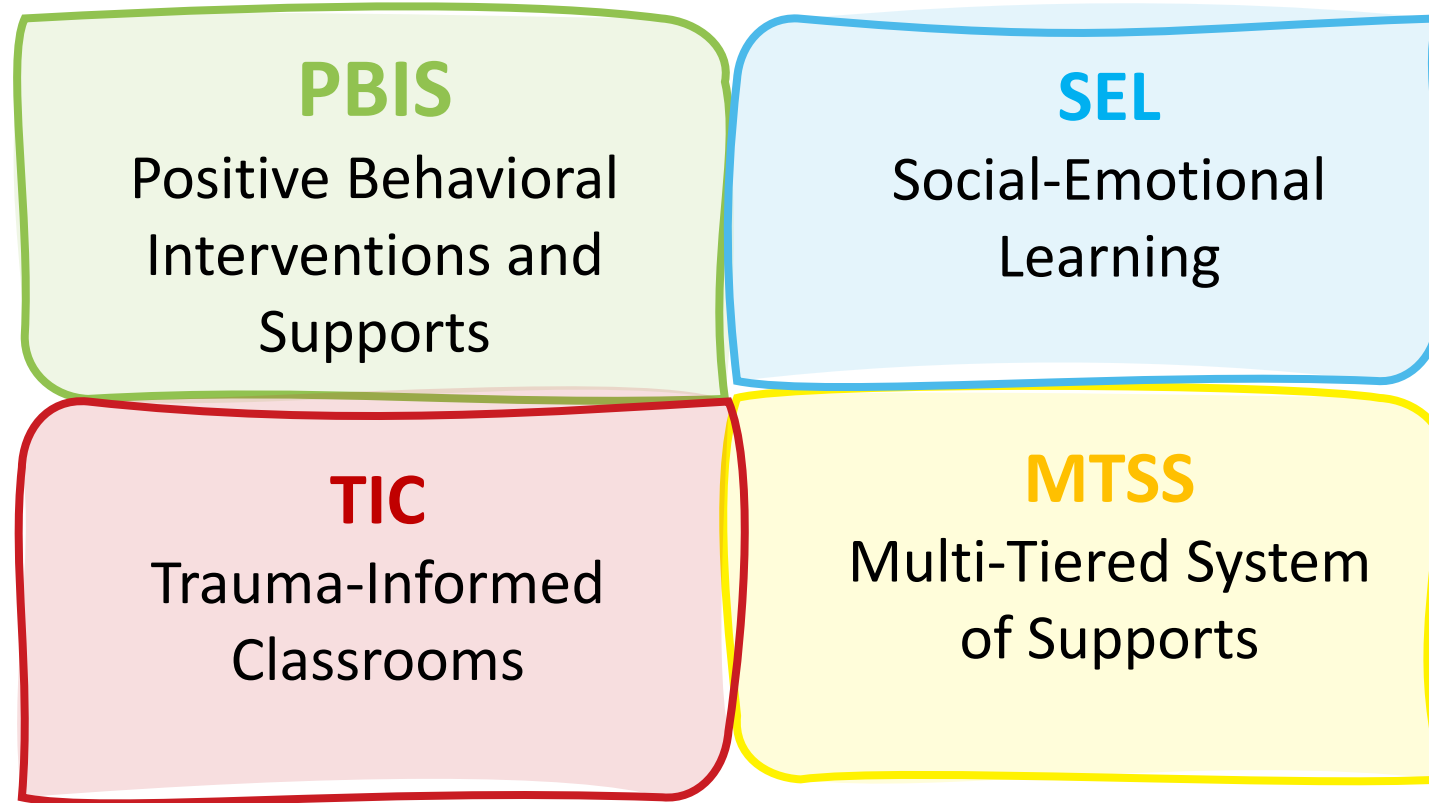 PBIS
Positive Behavioral
Interventions and
Supports
SEL
Social-Emotional
Learning
TIC
Trauma-Informed
Classrooms
MTSS
Multi-Tiered System
of Supports